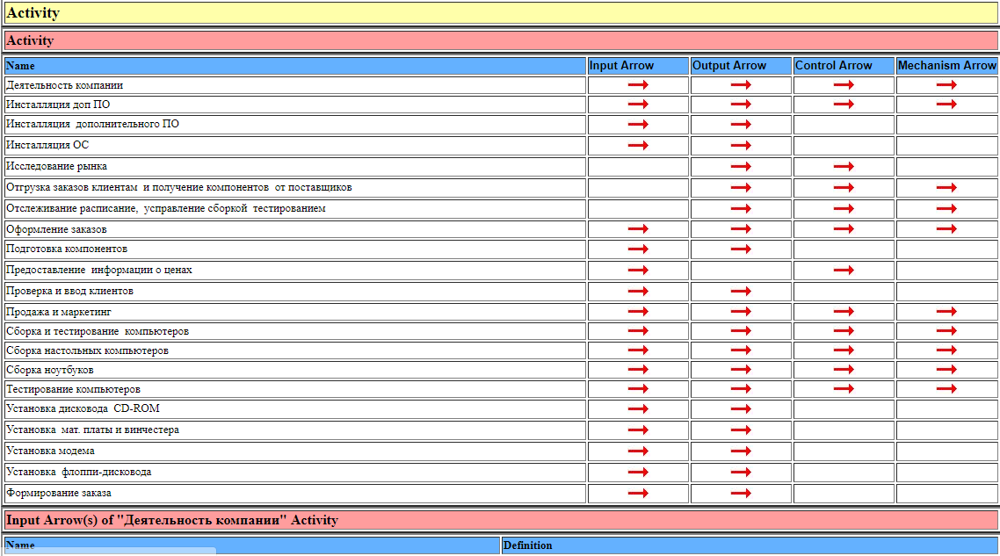 Activity
Activity
Name Input Arrow Output Arrow Control Arrow Mechanism Arrow
Деятельность компании
Инсталляция доп ПО
Инсталляция дополнительного ПО
Инсталляция ОС
Исследование рынка
Отгрузка заказов клиентам и получение компонентов от поставщиков
Отслеживание расписание, усправление сборкой тестированием
Оформление заказов
Подготовка компонентов
Предоставление информации о ценах
Проверка и ввод клиентов
Продажа и маркетинг
Сборка и тестирование компьютеров
Сборка настольных компьютеров
Сборка ноутбуков
Тестирование компьютеров
Установка дисковода CD-ROM
Установка мат. платы и винчестера
Установка модема
Установка флоппи-дисковода
Формирование заказа
Input Arrow(s) of "Деятельность компании" Activity
Name Definition